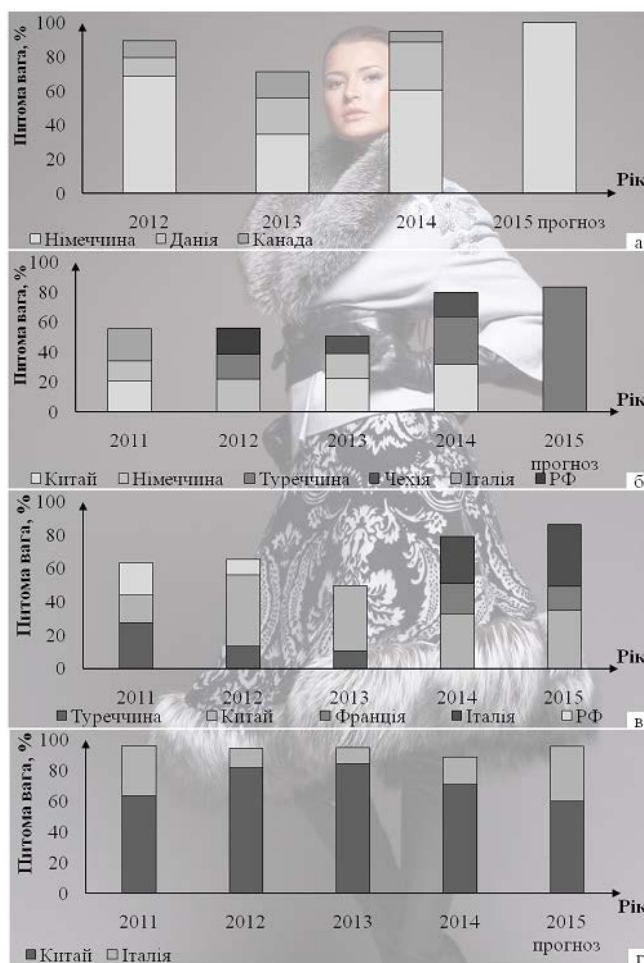 Питома вага, %
100
80
60
40
20
0
Рік
2012 2013 2014 2015 прогноз
Німеччина Данія Канада
а
Питома вага, %
100
80
60
40
20
0
Рік
2011 2012 2013 2014 2015
прогноз
Китай Німеччина Туреччина Чехія Італія РФ
б
Питома вага, %
100
80
60
40
20
0
Рік
2011 2012 2013 2014 2015
Туреччина Китай Франція Італія РФ
в
Питома вага, %
100
80
60
40
20
0
Рік
2011 2012 2013 2014 2015
прогноз
Китай Італія
г